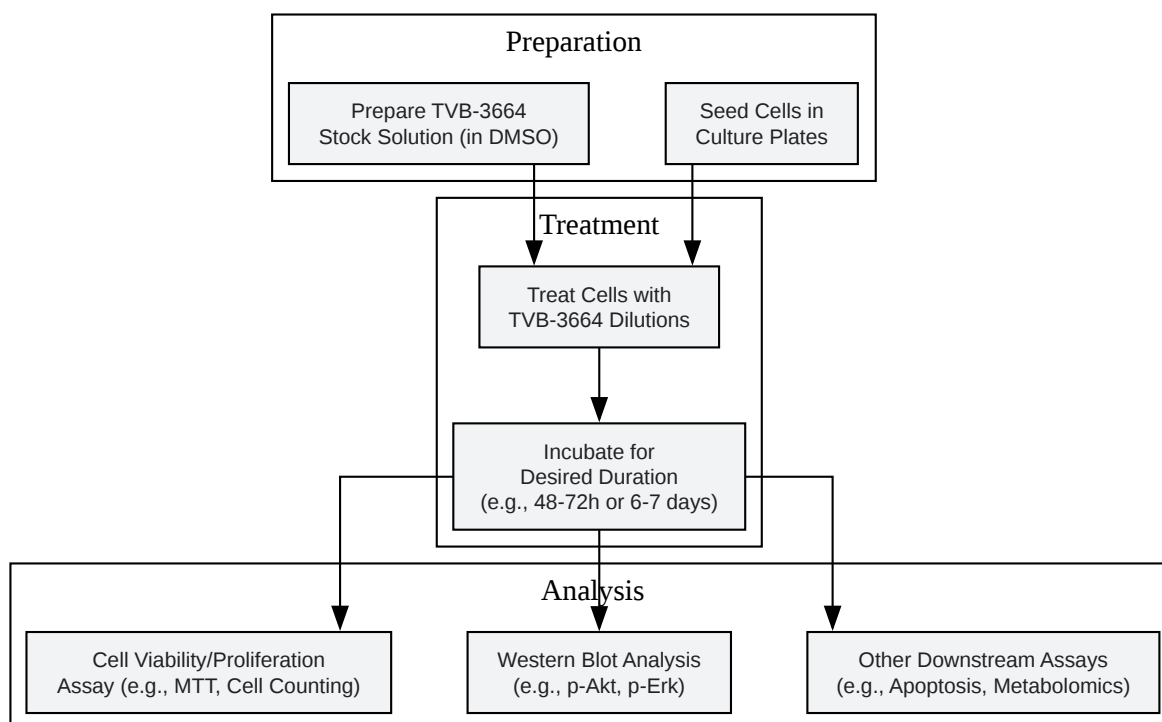 Preparation
Prepare TVB-3664
Stock Solution (in DMSO)
Seed Cells in
Culture Plates
Treatment
Treat Cells with
TVB-3664 Dilutions
Incubate for
Desired Duration
(e.g., 48-72h or 6-7 days)
Analysis
Cell Viability/Proliferation
Assay (e.g., MTT, Cell Counting)
Western Blot Analysis
(e.g., p-Akt, p-Erk)
Other Downstream Assays
(e.g., Apoptosis, Metabolomics)